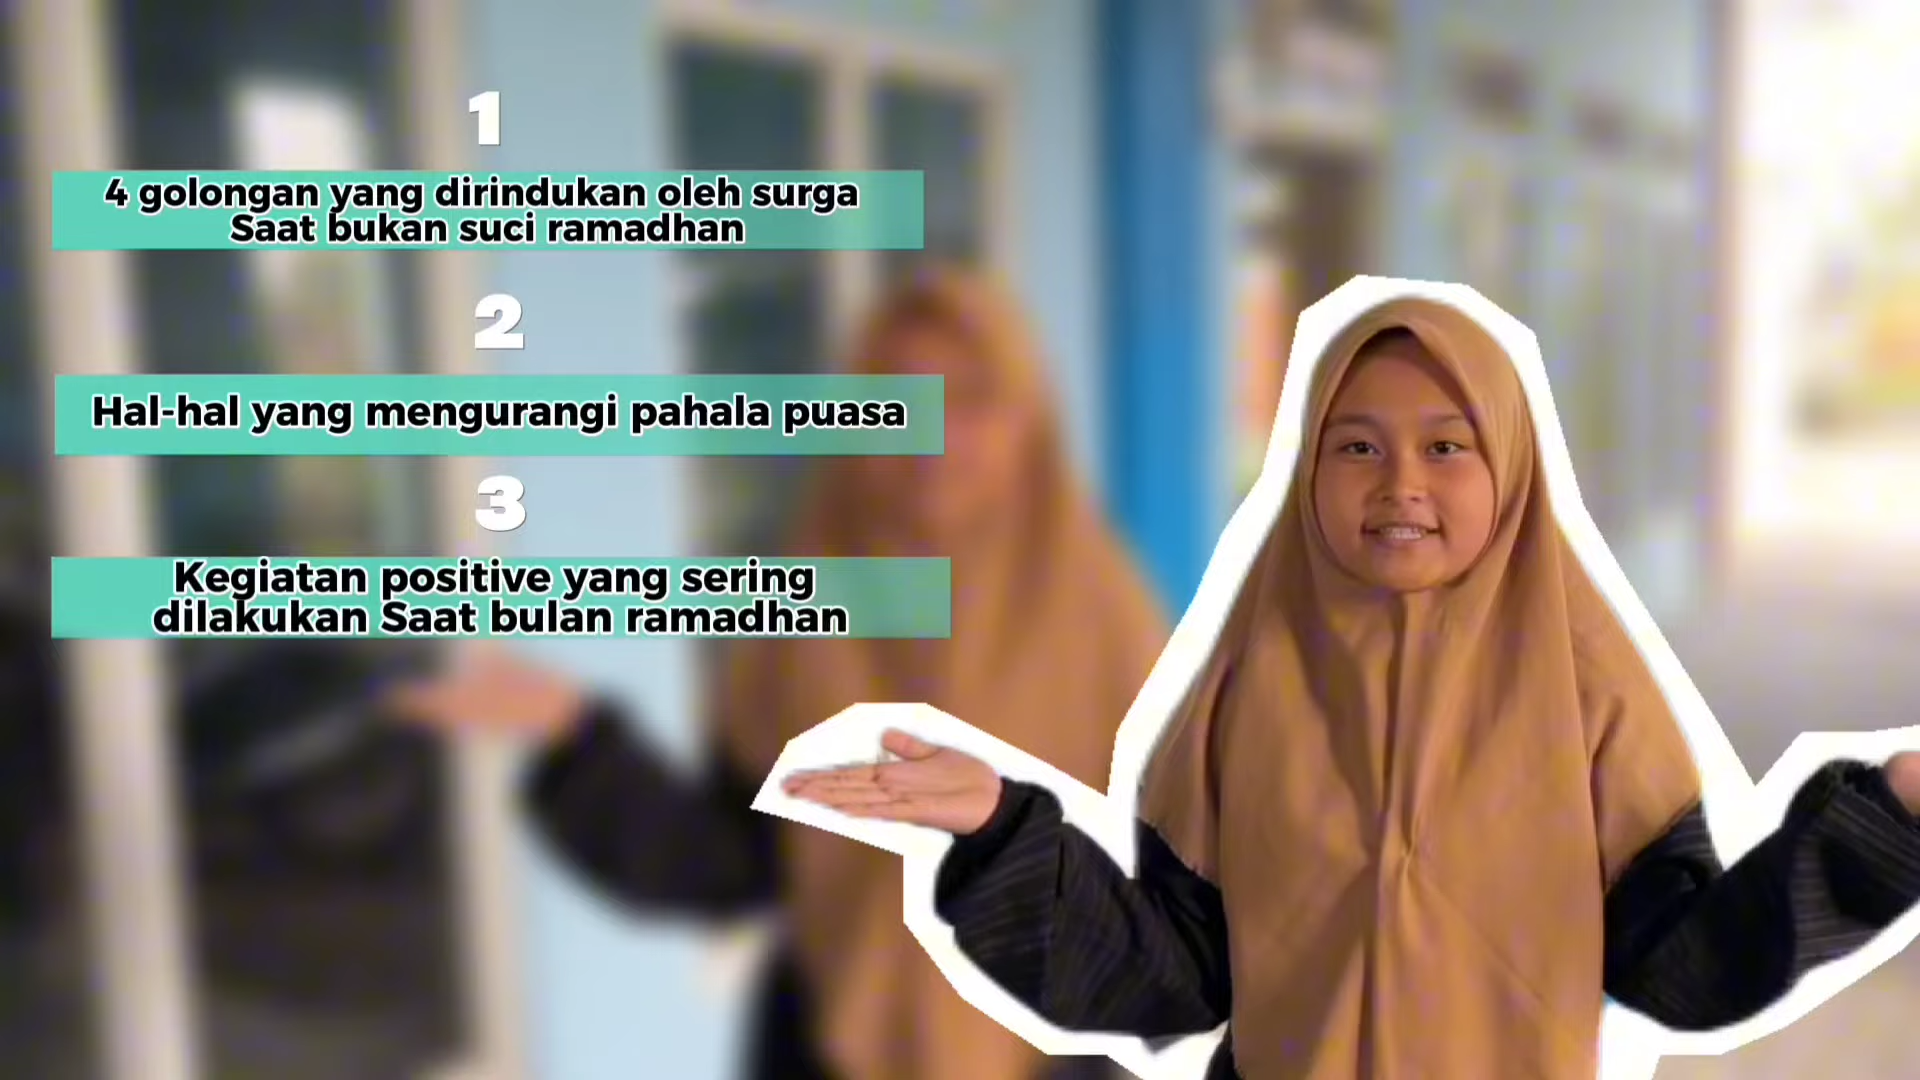 1
4 golongan yang dirindukan oleh surga
Saat bukan suci ramadhan
2
Hal-hal yang mengurangi pahala puasa
3
Kegiatan positive yang sering
dilakukan Saat bulan ramadhan